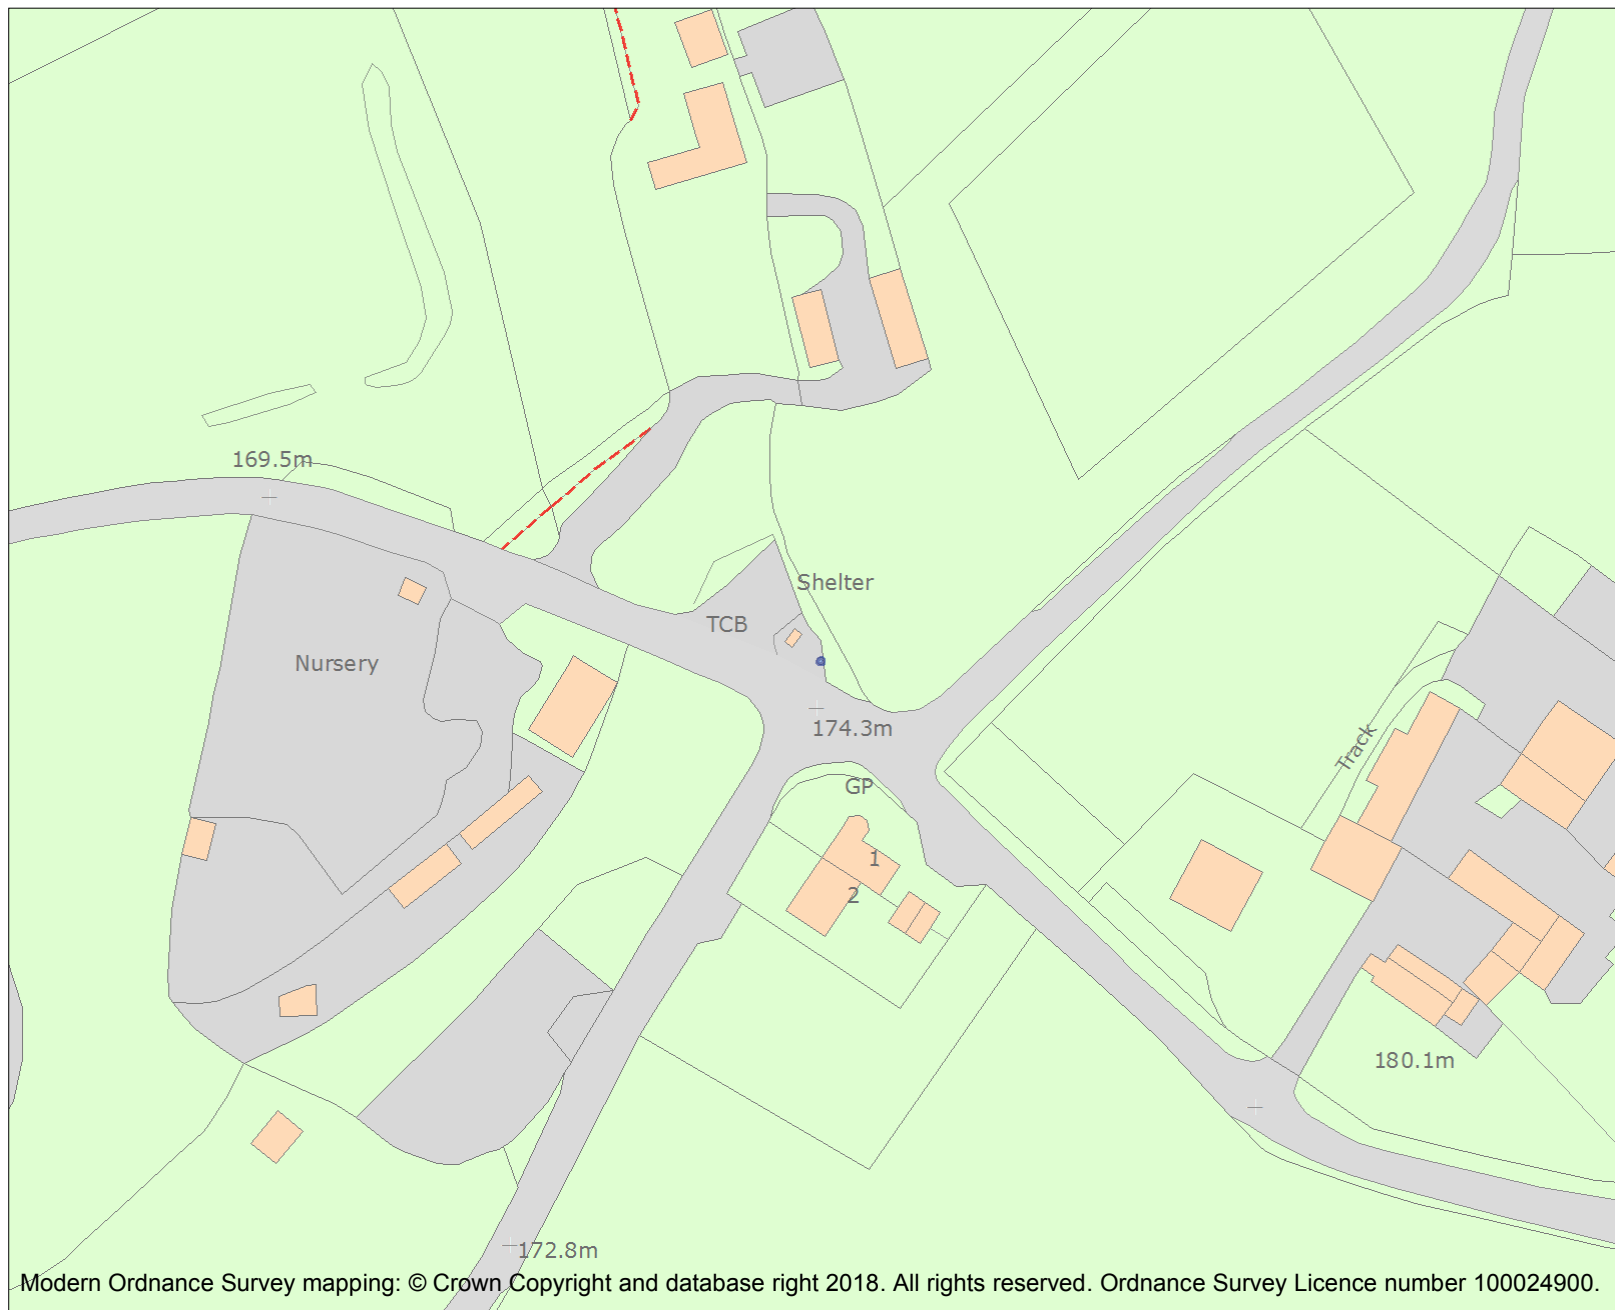 169.5m
Shelter
TCB
Nursery
174.3m
Track
GP
1
2
180.1m
172.8m
Modern Ordnance Survey mapping: © Crown Copyright and database right 2018. All rights reserved. Ordnance Survey Licence number 100024900.